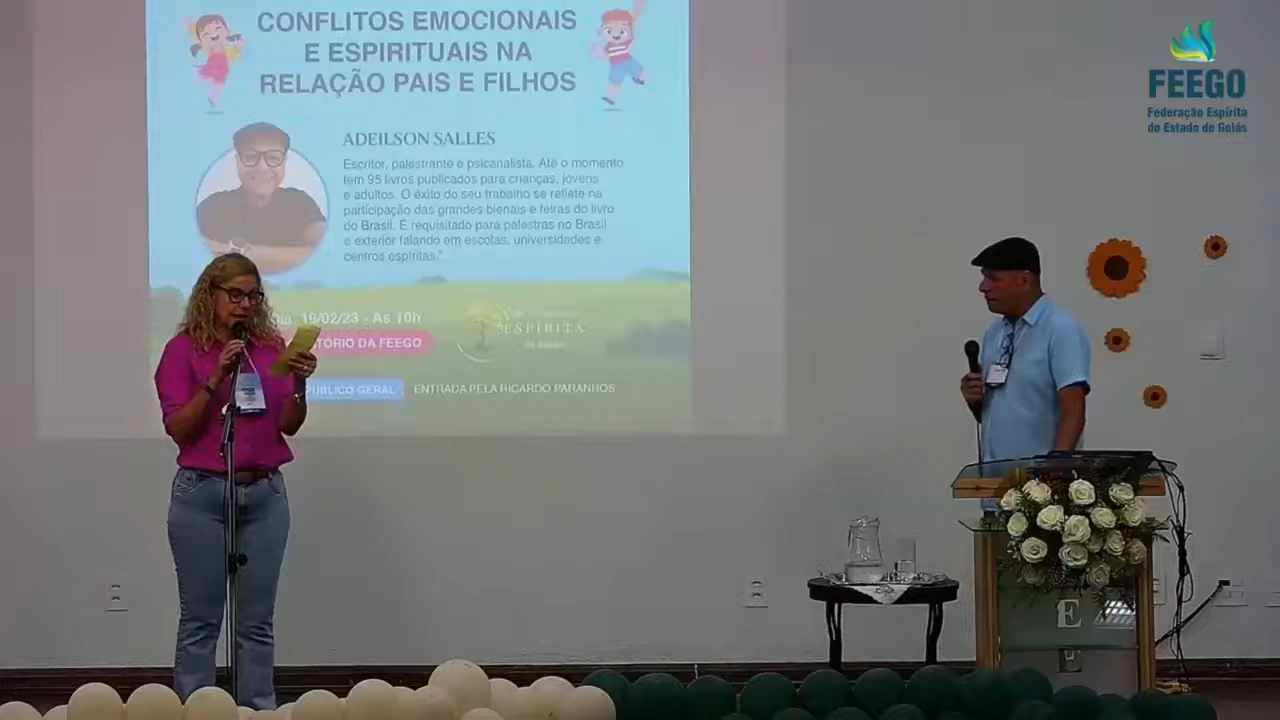 CONFLITOS EMOCIONAIS
E ESPIRITUAIS NA
RELAÇÃO PAIS E FILHOS
ADEILSON SALLES
Escritor, palestrante e psicanalista. Até o momento
tem 95 livros publicados para crianças, jovens
e adultos. O êxito do seu trabalho se reflete na
participação das grandes bienais e feiras do livro
do Brasil. É requisitado para palestras no Brasil
e exterior falando em escolas, universidades e
centros espíritas."
Dia 19/02/23 - Às 10h
TÓRIO DA FEEGO
PÚBLICO GERAL
ENTRADA PELA RICARDO PARANHOS
ESPÍRITA
FEEGO
Federação Espírita
do Estado de Goiás
E
E